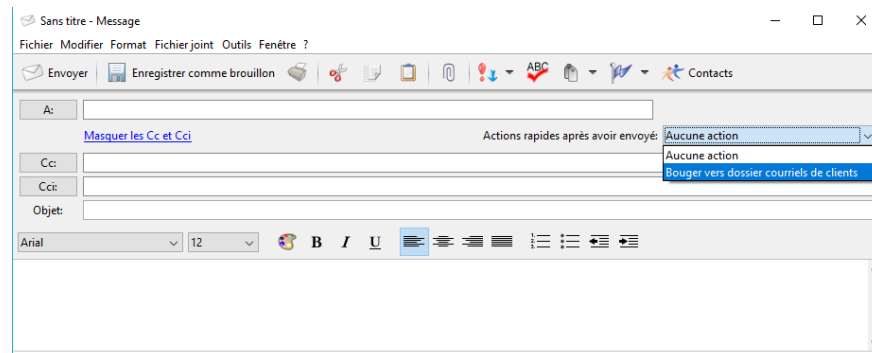 Sans titre - Message
Fichier Modifier Format Fichier joint Outils Fenêtre ?
Envoyer Enregistrer comme brouillon ABC Contacts
A:
Masquer les Cc et Cci Actions rapides après avoir envoyé: Aucune action
Aucune action
Cc:
Bouger vers dossier courriels de clients
Cci:
Objet:
Arial 12 B I U